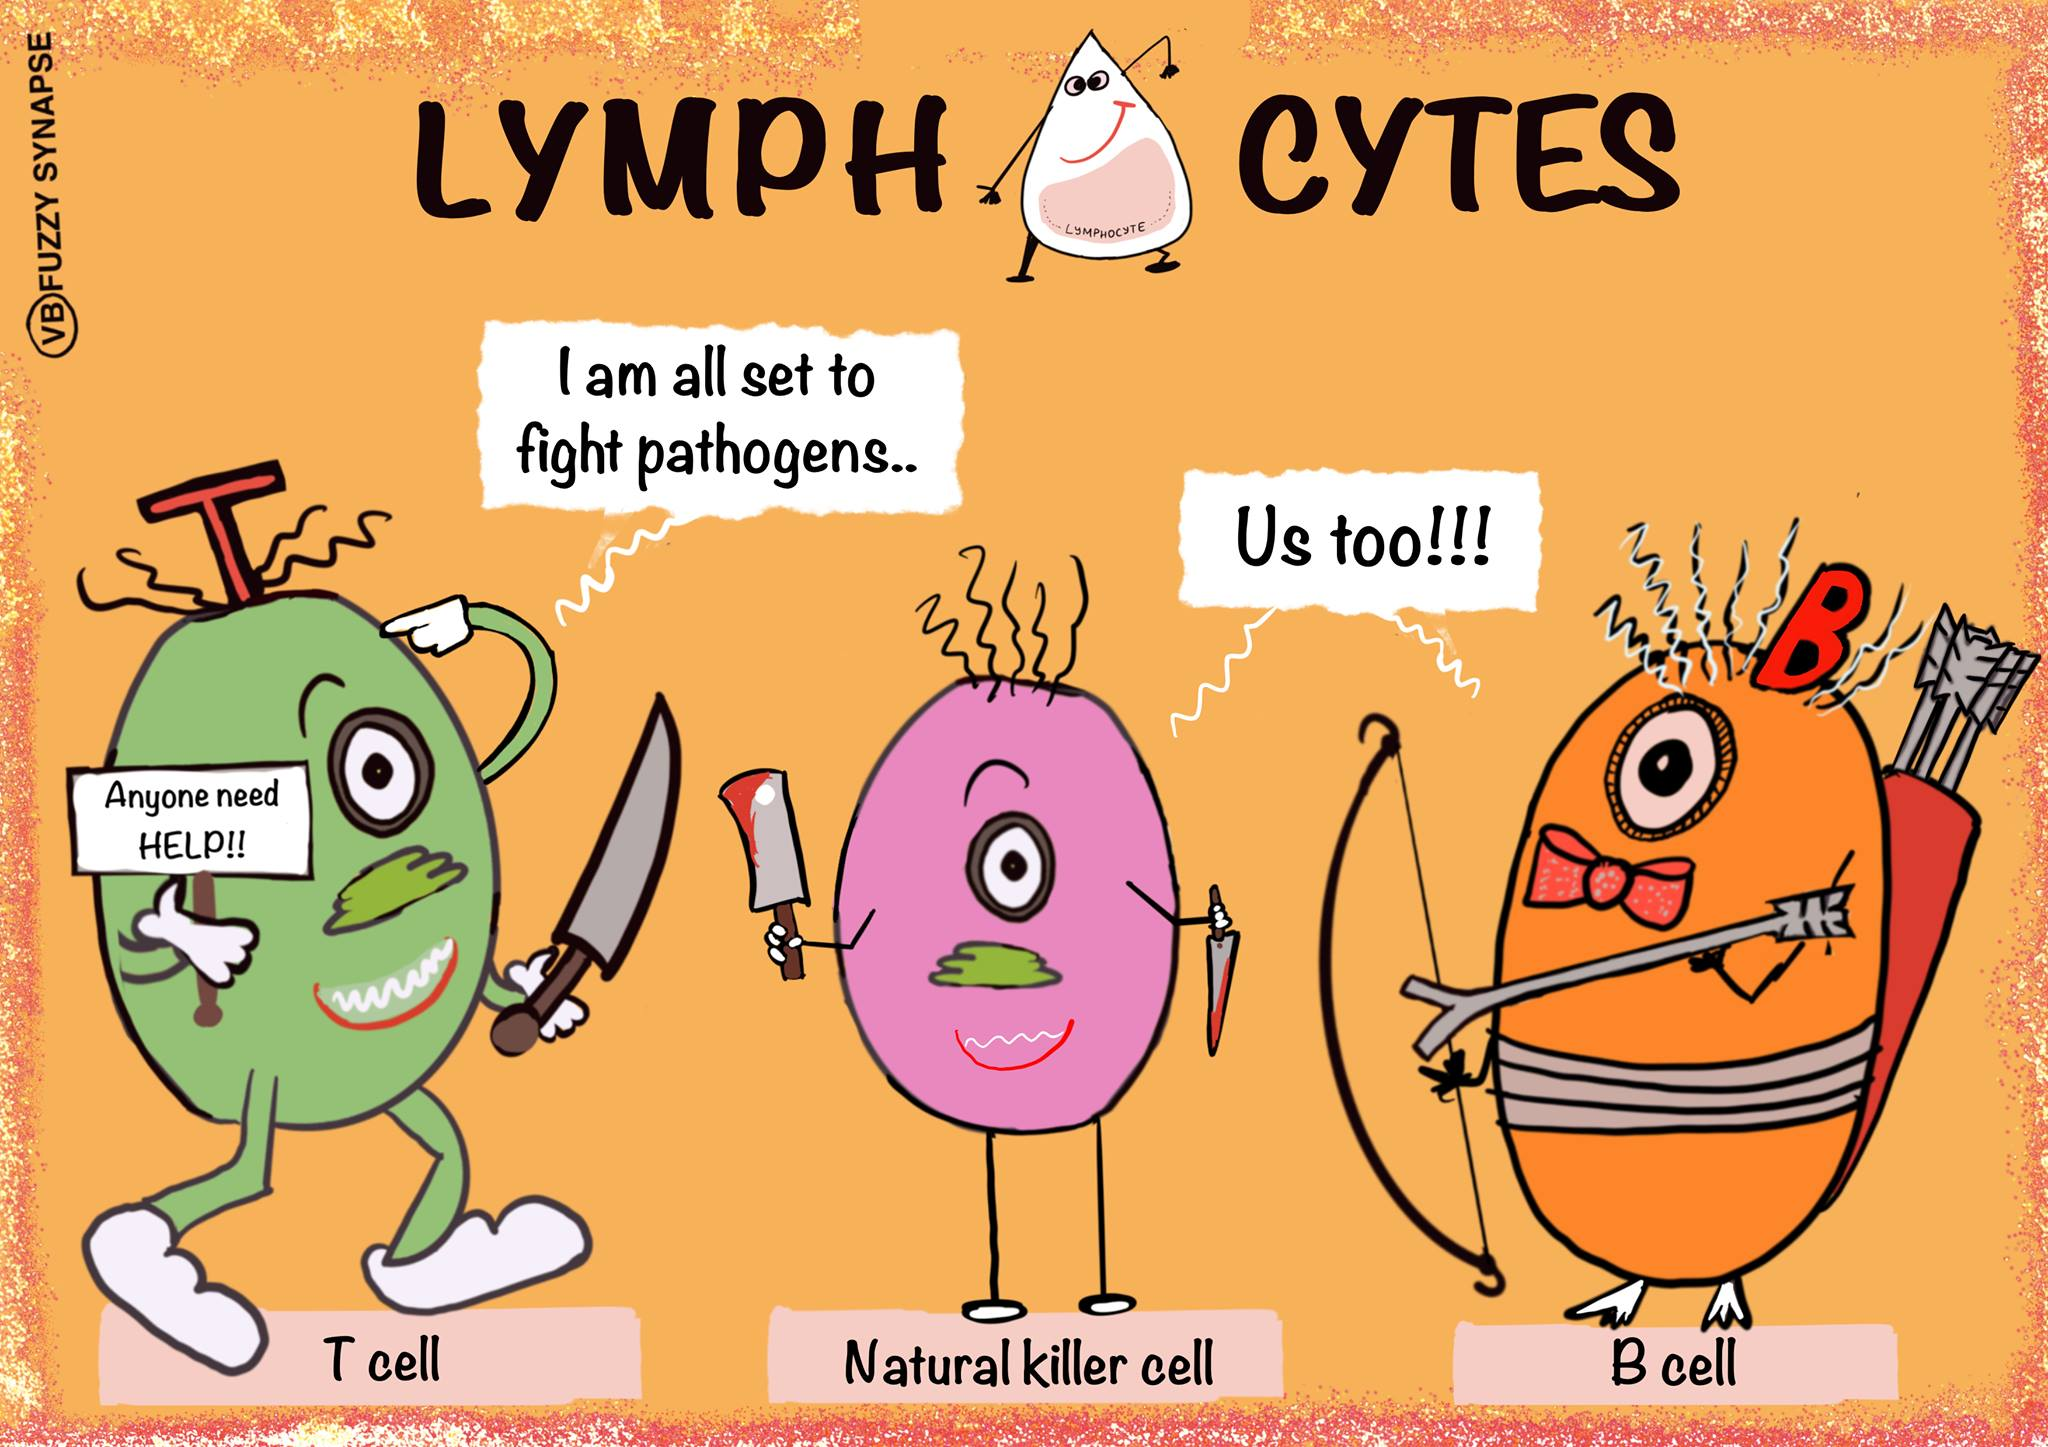 LYMPH CYTES
LYMPHOCYTE
VB FUZZY SYNAPSE
I am all set to
fight pathogens..
Us too!!!
T
B
Anyone need
HELP!!
T cell
Natural killer cell
B cell